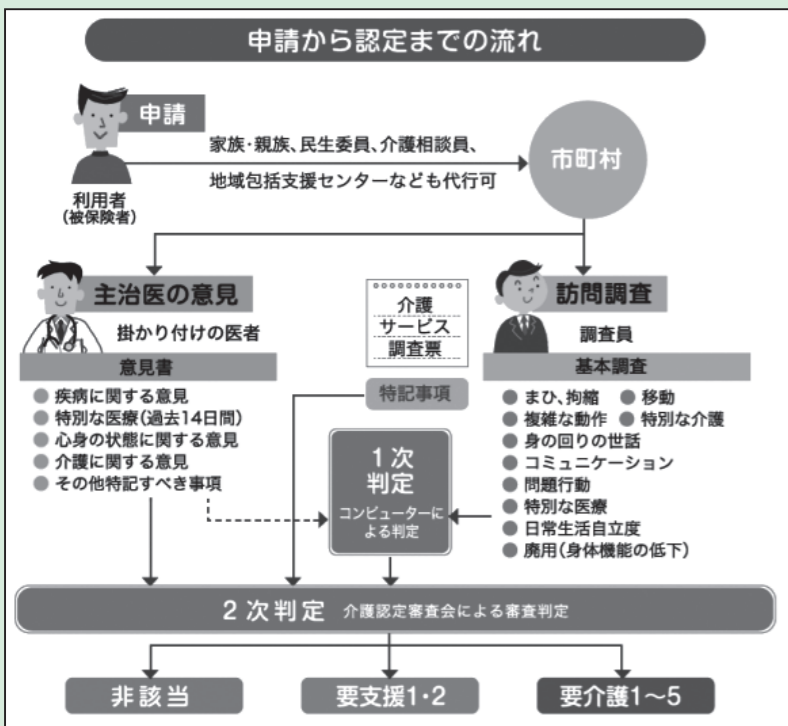 申請から認定までの流れ
申請
家族・親族、民生委員、介護相談員、
地域包括支援センターなども代行可
市町村
利用者
(被保険者)
主治医の意見
掛かり付けの医者
意見書
● 疾病に関する意見
● 特別な医療(過去14日間)
● 心身の状態に関する意見
● 介護に関する意見
● その他特記すべき事項
介護
サービス
調査票
特記事項
訪問調査
調査員
基本調査
● まひ、拘縮 ● 移動
● 複雑な動作 ● 特別な介護
● 身の回りの世話
● コミュニケーション
● 問題行動
● 特別な医療
● 日常生活自立度
● 廃用(身体機能の低下)
1次
判定
コンピューターに
よる判定
2次判定 介護認定審査会による審査判定
非該当
要支援1・2
要介護1～5